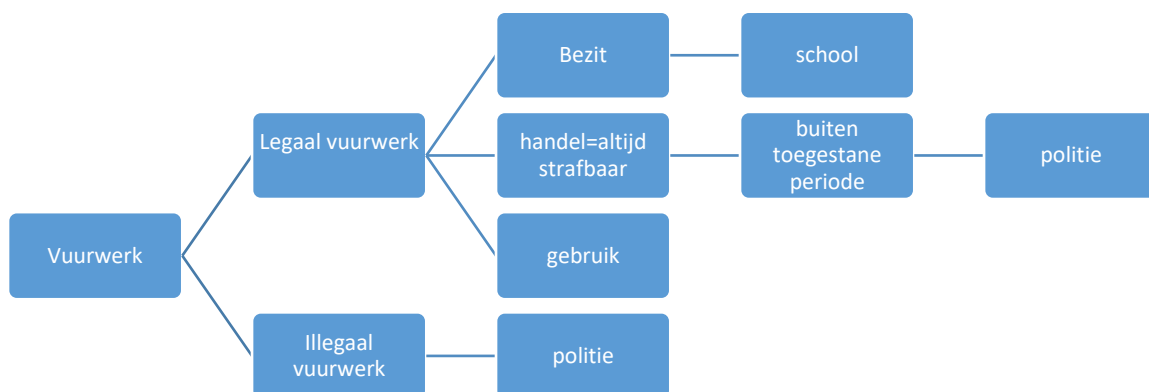 Bezit
school
Legaal vuurwerk
handel=altijd
strafbaar
buiten
toegestane
periode
politie
Vuurwerk
gebruik
Illegaal
vuurwerk
politie